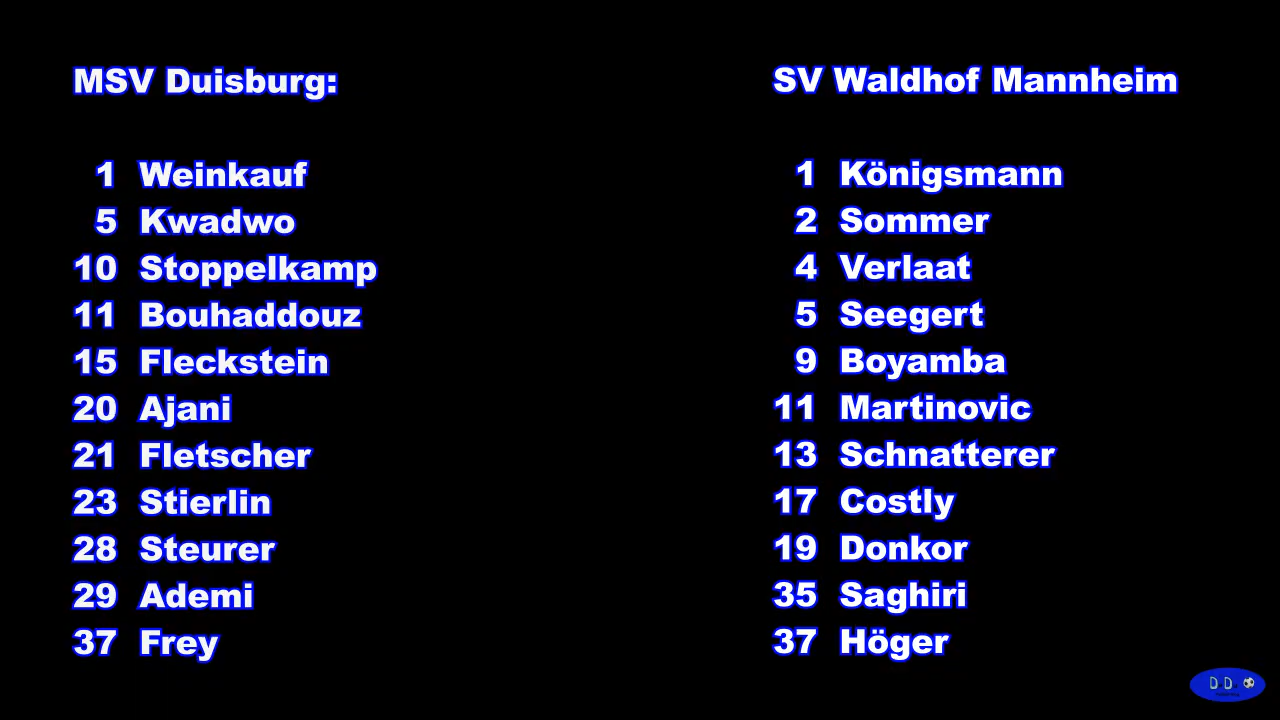 MSV Duisburg:
1 Weinkauf
5 Kwadwo
10 Stoppelkamp
11 Bouhaddouz
15 Fleckstein
20 Ajani
21 Fletscher
23 Stierlin
28 Steurer
29 Ademi
37 Frey
SV Waldhof Mannheim
1 Königsmann
2 Sommer
4 Verlaat
5 Seegert
9 Boyamba
11 Martinovic
13 Schnatterer
17 Costly
19 Donkor
35 Saghiri
37 Höger